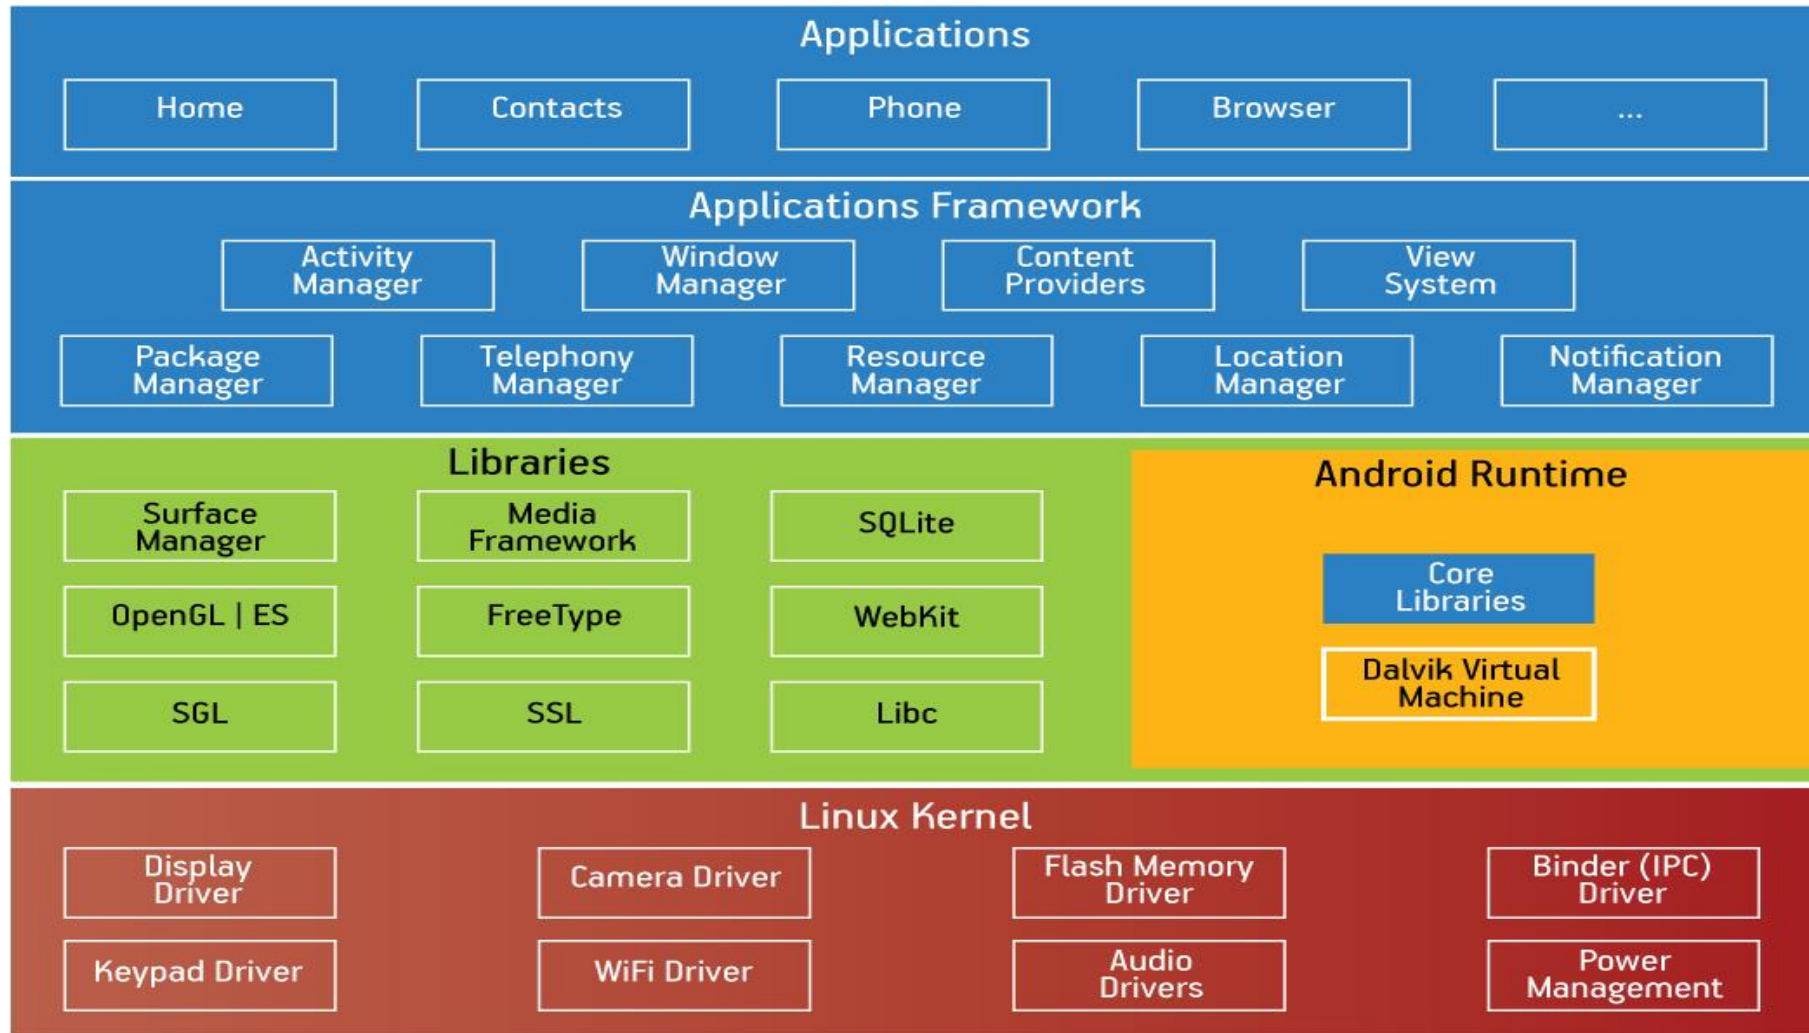 Applications
Home
Contacts
Phone
Browser
...
Applications Framework
Activity
Manager
Window
Manager
Content
Providers
View
System
Package
Manager
Telephony
Manager
Resource
Manager
Location
Manager
Notification
Manager
Libraries
Surface
Manager
Media
Framework
SQLite
OpenGL | ES
FreeType
WebKit
SGL
SSL
Libc
Android Runtime
Core
Libraries
Dalvik Virtual
Machine
Linux Kernel
Display
Driver
Camera Driver
Flash Memory
Driver
Binder (IPC)
Driver
Keypad Driver
WiFi Driver
Audio
Drivers
Power
Management